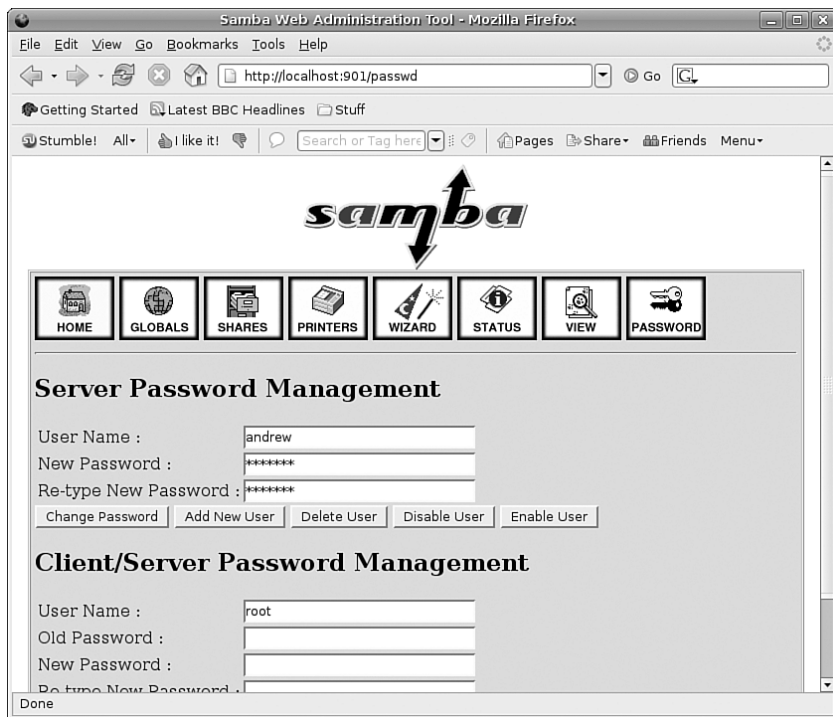 Samba Web Administration Tool - Mozilla Firefox
File Edit View Go Bookmarks Tools Help
http://localhost:901/passwd Go G
Getting Started Latest BBC Headlines Stuff
Stumble! All I like it! Search or Tag here Pages Share Friends Menu
samba
HOME GLOBALS SHARES PRINTERS WIZARD STATUS VIEW PASSWORD
Server Password Management
User Name : andrew
New Password : *******
Re-type New Password : *******
Change Password Add New User Delete User Disable User Enable User
Client/Server Password Management
User Name : root
Old Password :
New Password :
Re-type New Password :
Done